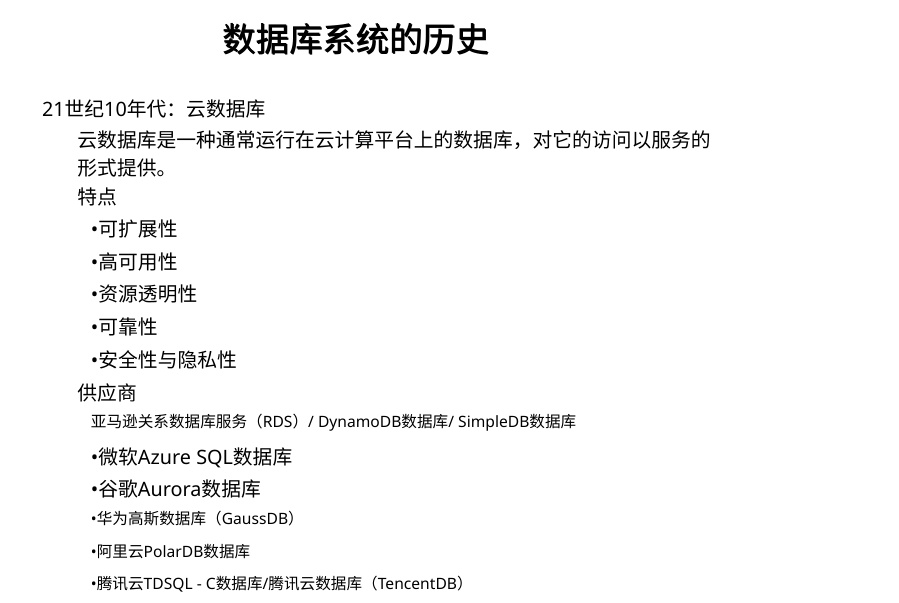 数据库系统的历史
21世纪10年代：云数据库
云数据库是一种通常运行在云计算平台上的数据库，对它的访问以服务的
形式提供。
特点
•可扩展性
•高可用性
•资源透明性
•可靠性
•安全性与隐私性
供应商
亚马逊关系数据库服务（RDS）/ DynamoDB数据库/ SimpleDB数据库
•微软Azure SQL数据库
•谷歌Aurora数据库
•华为高斯数据库（GaussDB）
•阿里云PolarDB数据库
•腾讯云TDSQL - C数据库/腾讯云数据库（TencentDB）